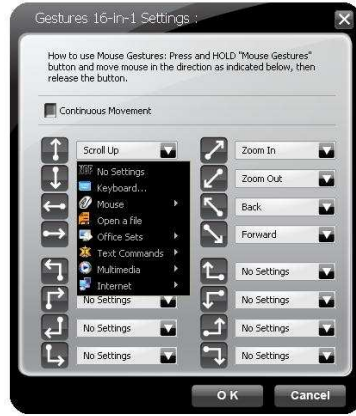 Gestures 16-in-1 Settings :
How to use Mouse Gestures: Press and HOLD "Mouse Gestures"
button and move mouse in the direction as indicated below, then
release the button.
Continuous Movement
Scroll Up
Zoom In
No Settings
Keyboard...
Zoom Out
Mouse
Back
Open a file
Office Sets
Forward
Text Commands
Multimedia
No Settings
Internet
No Settings
No Settings
No Settings
No Settings
No Settings
No Settings
OK
Cancel